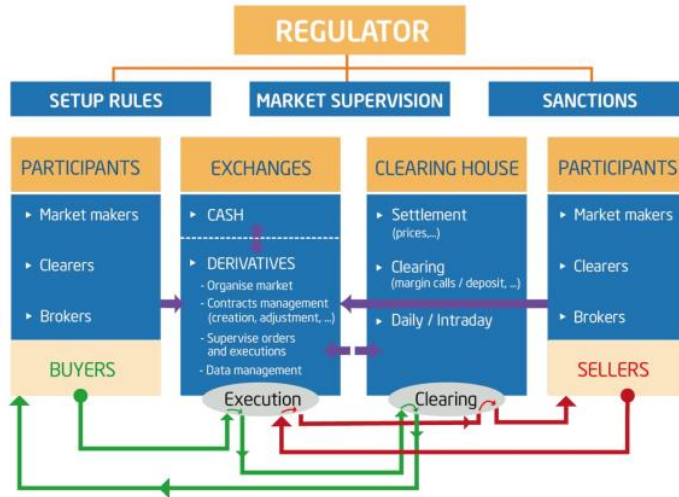 REGULATOR
SETUP RULES
MARKET SUPERVISION
SANCTIONS
PARTICIPANTS
▸ Market makers
▸ Clearers
▸ Brokers
BUYERS
EXCHANGES
▸ CASH
▸ DERIVATIVES
- Organise market
- Contracts management
(creation, adjustment, ...)
- Supervise orders
and executions
- Data management
Execution
CLEARING HOUSE
▸ Settlement
(prices,...)
▸ Clearing
(margin calls / deposit, ...)
▸ Daily / Intraday
Clearing
PARTICIPANTS
▸ Market makers
▸ Clearers
▸ Brokers
SELLERS